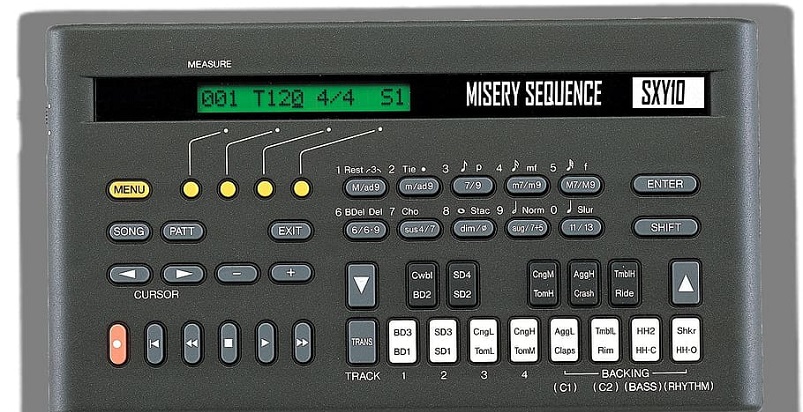 MEASURE
001 T120 4/4 S1
MISERY SEQUENCE SXY10
1 Rest 3 2 Tie • 3 ♪ p 4 mf 5 f
MENU M/ad9 m/ad9 7/9 m7/m9 M7/M9 ENTER
6 BDel Del 7 Cho 8 Stac 9 Norm 0 Slur
SONG PATT EXIT 6/6·9 sus4/7 dim/ø aug/7+5 11/13 SHIFT
◄ ► − + ▼ Cwbl SD4 CngM AggH TmblH ▲
CURSOR BD2 SD2 TomH Crash Ride
TRANS BD3 SD3 CngL CngH AggL TmblL HH2 Shkr
BD1 SD1 TomL TomM Claps Rim HH-C HH-O
TRACK 1 2 3 4 BACKING
(C1) (C2) (BASS) (RHYTHM)